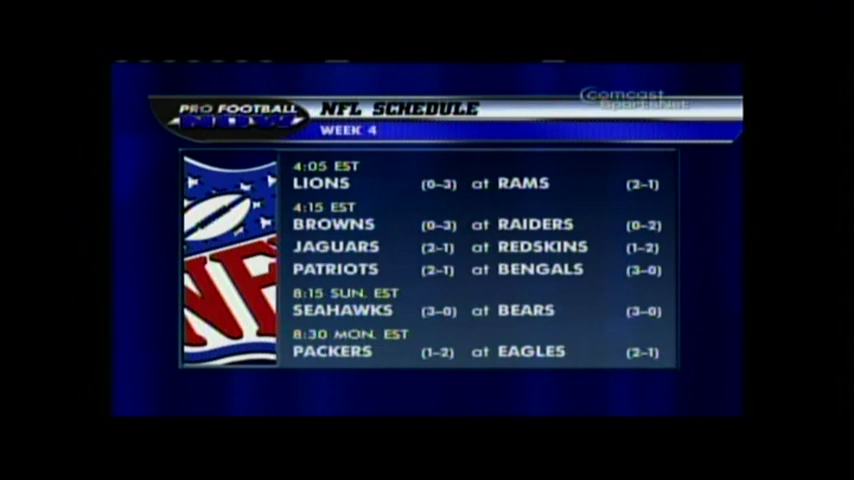 PRO FOOTBALL
NOW
NFL SCHEDULE
Comcast
SportsNet
WEEK 4
4:05 EST
LIONS (0-3) at RAMS (2-1)
4:15 EST
BROWNS (0-3) at RAIDERS (0-2)
JAGUARS (2-1) at REDSKINS (1-2)
PATRIOTS (2-1) at BENGALS (3-0)
8:15 SUN. EST
SEAHAWKS (3-0) at BEARS (3-0)
8:30 MON. EST
PACKERS (1-2) at EAGLES (2-1)
NF